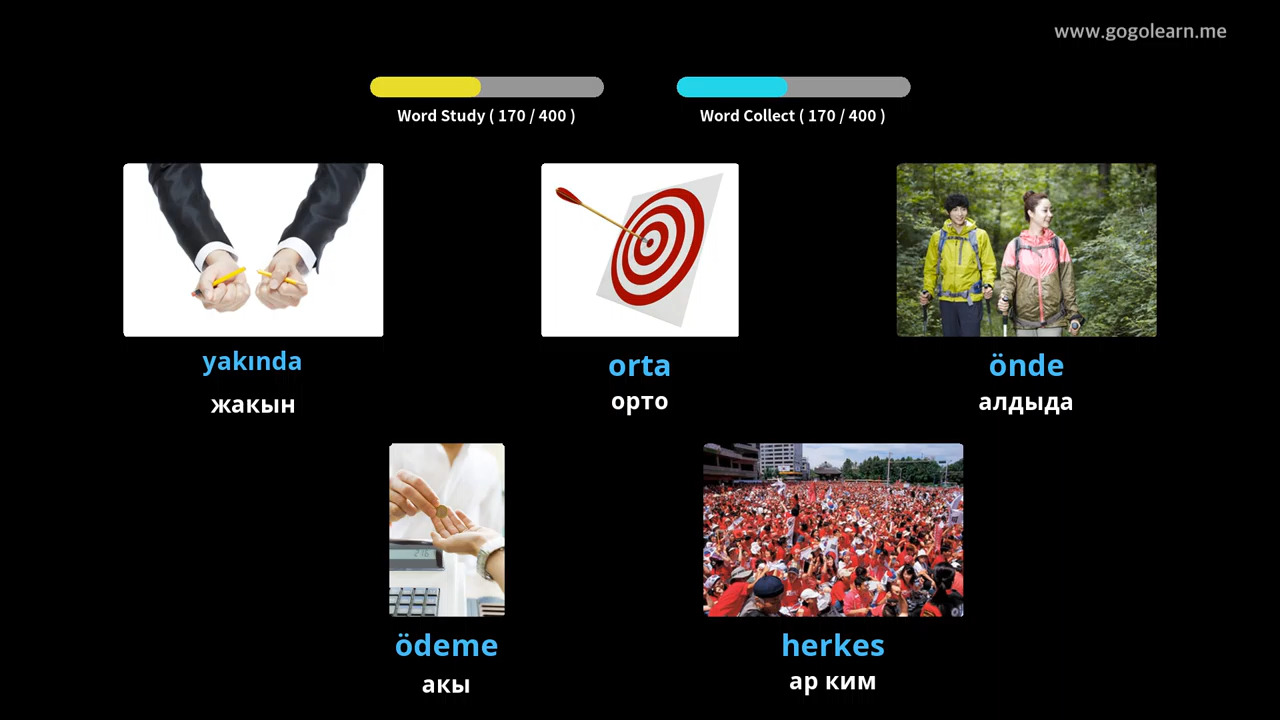 www.gogolearn.me
Word Study ( 170 / 400 )
Word Collect ( 170 / 400 )
yakında
жакын
orta
орто
önde
алдыда
ödeme
акы
herkes
ар ким